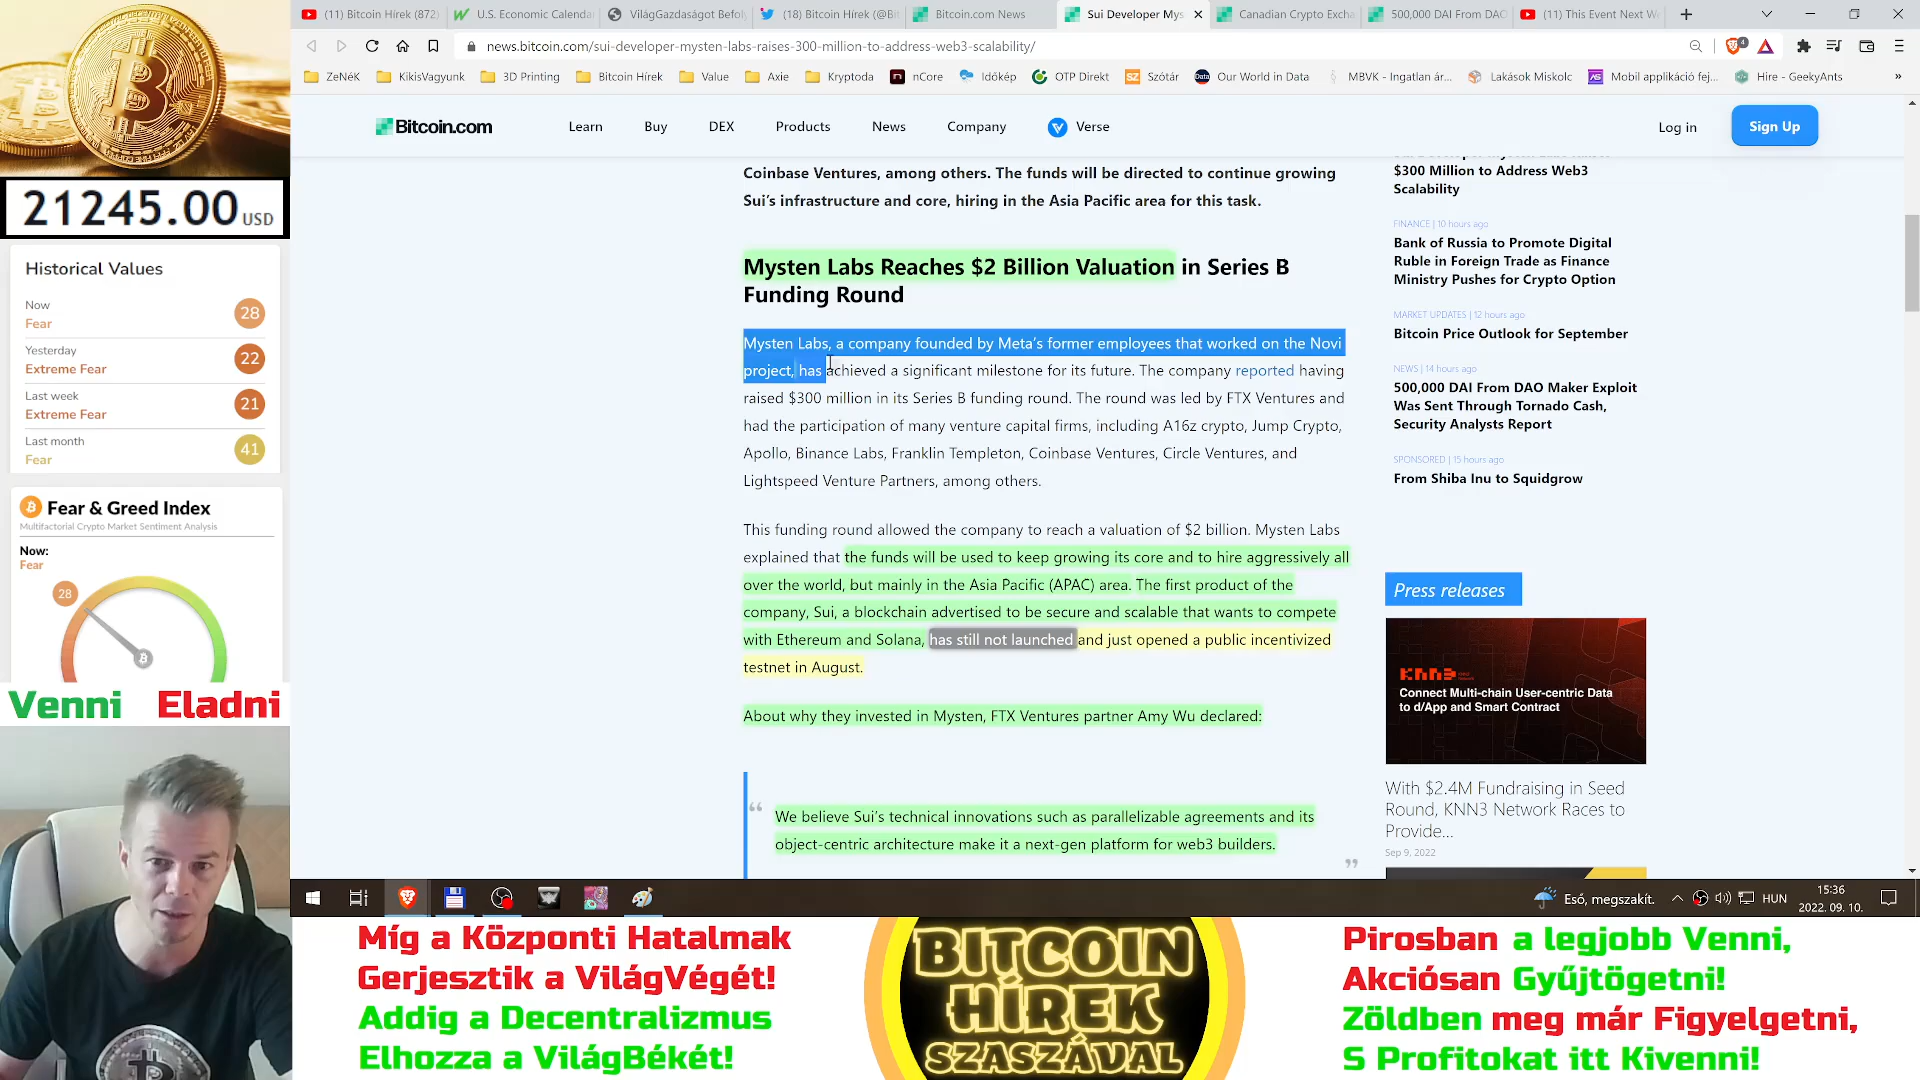 (11) Bitcoin Hírek (872)
U.S. Economic Calenda
VilágGazdaságot Befoly
(18) Bitcoin Hírek (@Bi
Bitcoin.com News
Sui Developer Mys
Canadian Crypto Excha
500,000 DAI From DAO
(11) This Event Next W
news.bitcoin.com/sui-developer-mysten-labs-raises-300-million-to-address-web3-scalability/
4
ZeNéK
KikisVagyunk
3D Printing
Bitcoin Hírek
Value
Axie
Kryptoda
nCore
Időkép
OTP Direkt
SZ
Szótár
Our World in Data
MBVK - Ingatlan ár...
Lakások Miskolc
Mobil applikáció fej...
Hire - GeekyAnts
»
Bitcoin.com
Learn
Buy
DEX
Products
News
Company
Verse
Log in
Sign Up
21245.00 USD
Historical Values
Now
Fear
28
Yesterday
Extreme Fear
22
Last week
Extreme Fear
21
Last month
Fear
41
Fear & Greed Index
Multifactorial Crypto Market Sentiment Analysis
Now:
Fear
28
Venni Eladni
Coinbase Ventures, among others. The funds will be directed to continue growing
Sui's infrastructure and core, hiring in the Asia Pacific area for this task.
Mysten Labs Reaches $2 Billion Valuation in Series B
Funding Round
Mysten Labs, a company founded by Meta's former employees that worked on the Novi
project, has achieved a significant milestone for its future. The company reported having
raised $300 million in its Series B funding round. The round was led by FTX Ventures and
had the participation of many venture capital firms, including A16z crypto, Jump Crypto,
Apollo, Binance Labs, Franklin Templeton, Coinbase Ventures, Circle Ventures, and
Lightspeed Venture Partners, among others.
This funding round allowed the company to reach a valuation of $2 billion. Mysten Labs
explained that the funds will be used to keep growing its core and to hire aggressively all
over the world, but mainly in the Asia Pacific (APAC) area. The first product of the
company, Sui, a blockchain advertised to be secure and scalable that wants to compete
with Ethereum and Solana, has still not launched and just opened a public incentivized
testnet in August.
About why they invested in Mysten, FTX Ventures partner Amy Wu declared:
“
We believe Sui's technical innovations such as parallelizable agreements and its
object-centric architecture make it a next-gen platform for web3 builders.
”
$300 Million to Address Web3
Scalability
FINANCE | 10 hours ago
Bank of Russia to Promote Digital
Ruble in Foreign Trade as Finance
Ministry Pushes for Crypto Option
MARKET UPDATES | 12 hours ago
Bitcoin Price Outlook for September
NEWS | 14 hours ago
500,000 DAI From DAO Maker Exploit
Was Sent Through Tornado Cash,
Security Analysts Report
SPONSORED | 15 hours ago
From Shiba Inu to Squidgrow
Press releases
KNN3
Connect Multi-chain User-centric Data
to d/App and Smart Contract
With $2.4M Fundraising in Seed
Round, KNN3 Network Races to
Provide...
Sep 9, 2022
Eső, megszakít.
HUN
15:36
2022. 09. 10.
Míg a Központi Hatalmak
Gerjesztik a VilágVégét!
Addig a Decentralizmus
Elhozza a VilágBékét!
BITCOIN
HÍREK
SZASZÁVAL
Pirosban a legjobb Venni,
Akciósan Gyűjtögetni!
Zöldben meg már Figyelgetni,
S Profitokat itt Kivenni!